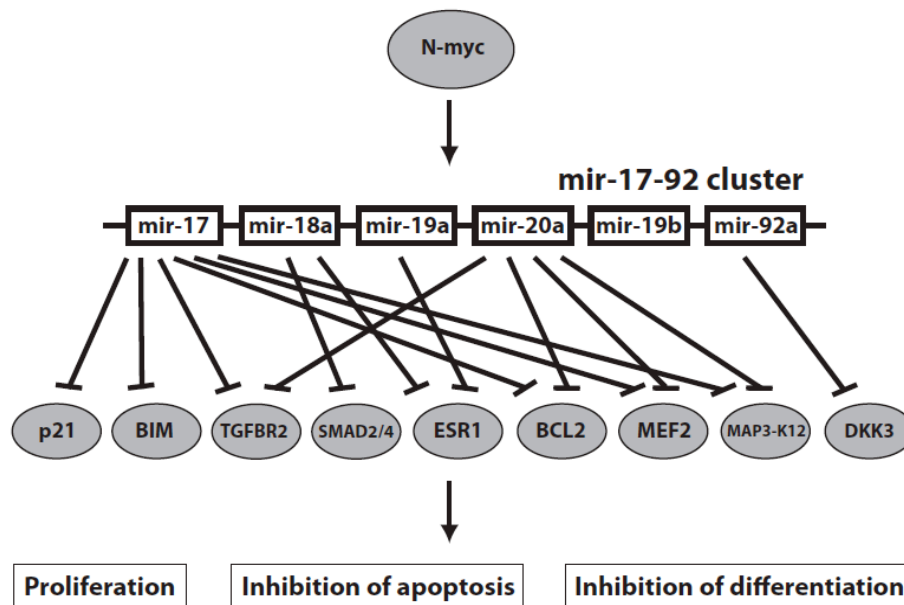 N-myc
mir-17-92 cluster
mir-17 mir-18a mir-19a mir-20a mir-19b mir-92a
p21 BIM TGFBR2 SMAD2/4 ESR1 BCL2 MEF2 MAP3-K12 DKK3
Proliferation Inhibition of apoptosis Inhibition of differentiation